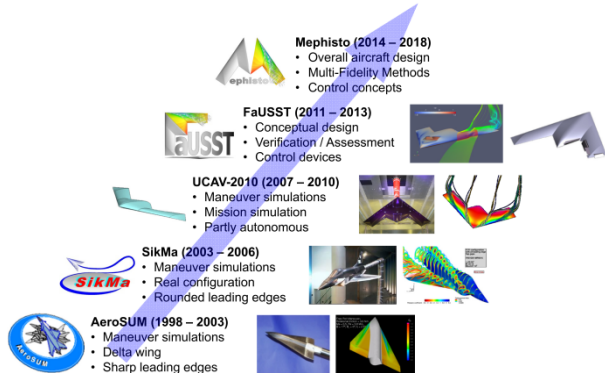 Mephisto (2014 – 2018)
• Overall aircraft design
• Multi-Fidelity Methods
• Control concepts
ephisto
FaUSST (2011 – 2013)
• Conceptual design
• Verification / Assessment
• Control devices
aUSST
UCAV-2010 (2007 – 2010)
• Maneuver simulations
• Mission simulation
• Partly autonomous
SikMa (2003 – 2006)
• Maneuver simulations
• Real configuration
• Rounded leading edges
SikMa
AeroSUM (1998 – 2003)
• Maneuver simulations
• Delta wing
• Sharp leading edges
AeroSUM